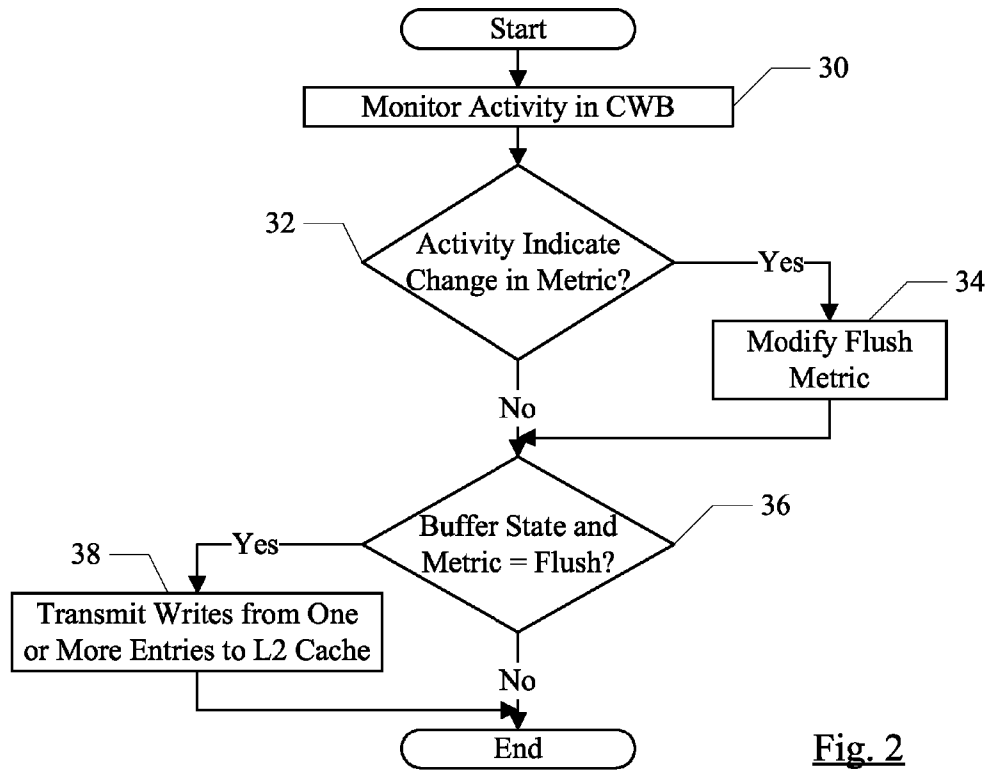 Start
30
Monitor Activity in CWB
32
Activity Indicate
Change in Metric?
Yes
34
Modify Flush
Metric
No
36
Buffer State and
Metric = Flush?
Yes
38
Transmit Writes from One
or More Entries to L2 Cache
No
End
Fig. 2